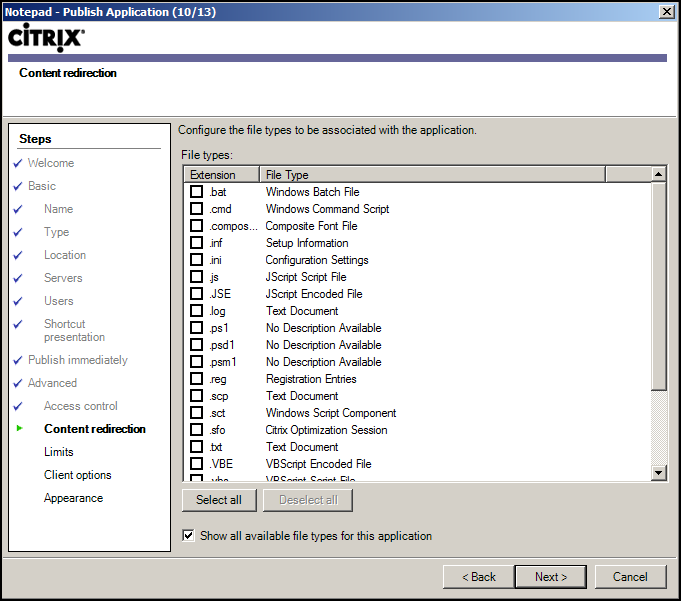 Notepad - Publish Application (10/13)
CITRIX
Content redirection
Steps
Welcome
Basic
Name
Type
Location
Servers
Users
Shortcut
presentation
Publish immediately
Advanced
Access control
Content redirection
Limits
Client options
Appearance
Configure the file types to be associated with the application.
File types:
Extension File Type
.bat Windows Batch File
.cmd Windows Command Script
.compos... Composite Font File
.inf Setup Information
.ini Configuration Settings
.js JScript Script File
.JSE JScript Encoded File
.log Text Document
.ps1 No Description Available
.psd1 No Description Available
.psm1 No Description Available
.reg Registration Entries
.scp Text Document
.sct Windows Script Component
.sfo Citrix Optimization Session
.txt Text Document
.VBE VBScript Encoded File
.vbs VBScript Script File
Select all Deselect all
Show all available file types for this application
< Back Next > Cancel